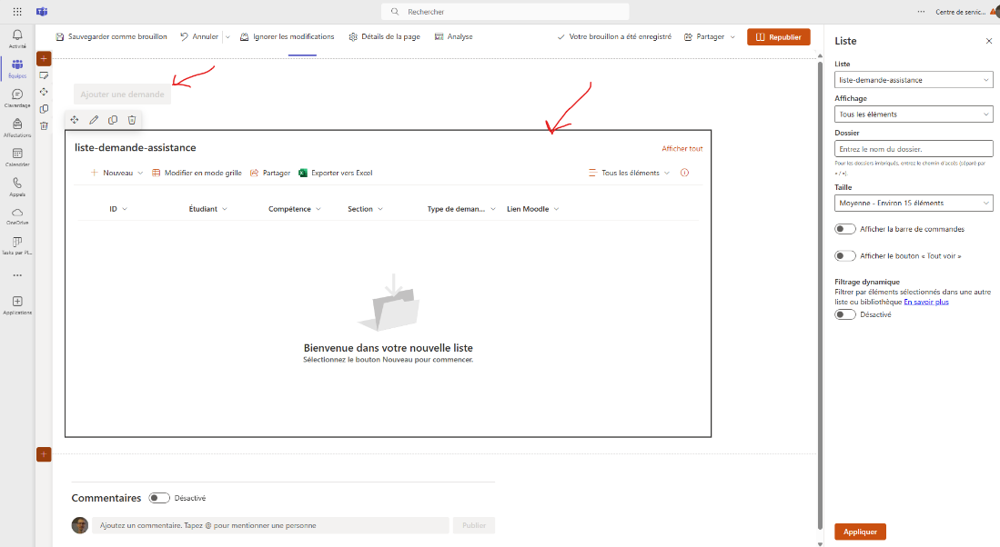 Rechercher
Centre de servic...
Activité
Équipes
Clavardage
Affectations
Calendrier
Appels
OneDrive
Tasks par Pl...
Applications
Sauvegarder comme brouillon
Annuler
Ignorer les modifications
Détails de la page
Analyse
Votre brouillon a été enregistré
Partager
Republier
Ajouter une demande
liste-demande-assistance
Afficher tout
Nouveau
Modifier en mode grille
Partager
Exporter vers Excel
Tous les éléments
ID
Étudiant
Compétence
Section
Type de deman...
Lien Moodle
Bienvenue dans votre nouvelle liste
Sélectionnez le bouton Nouveau pour commencer.
Commentaires
Désactivé
Ajoutez un commentaire. Tapez @ pour mentionner une personne
Publier
Liste
Liste
liste-demande-assistance
Affichage
Tous les éléments
Dossier
Entrez le nom du dossier.
Pour les dossiers imbriqués, entrez le chemin d'accès (séparé par
« / »).
Taille
Moyenne - Environ 15 éléments
Afficher la barre de commandes
Afficher le bouton « Tout voir »
Filtrage dynamique
Filtrer par éléments sélectionnés dans une autre
liste ou bibliothèque En savoir plus
Désactivé
Appliquer